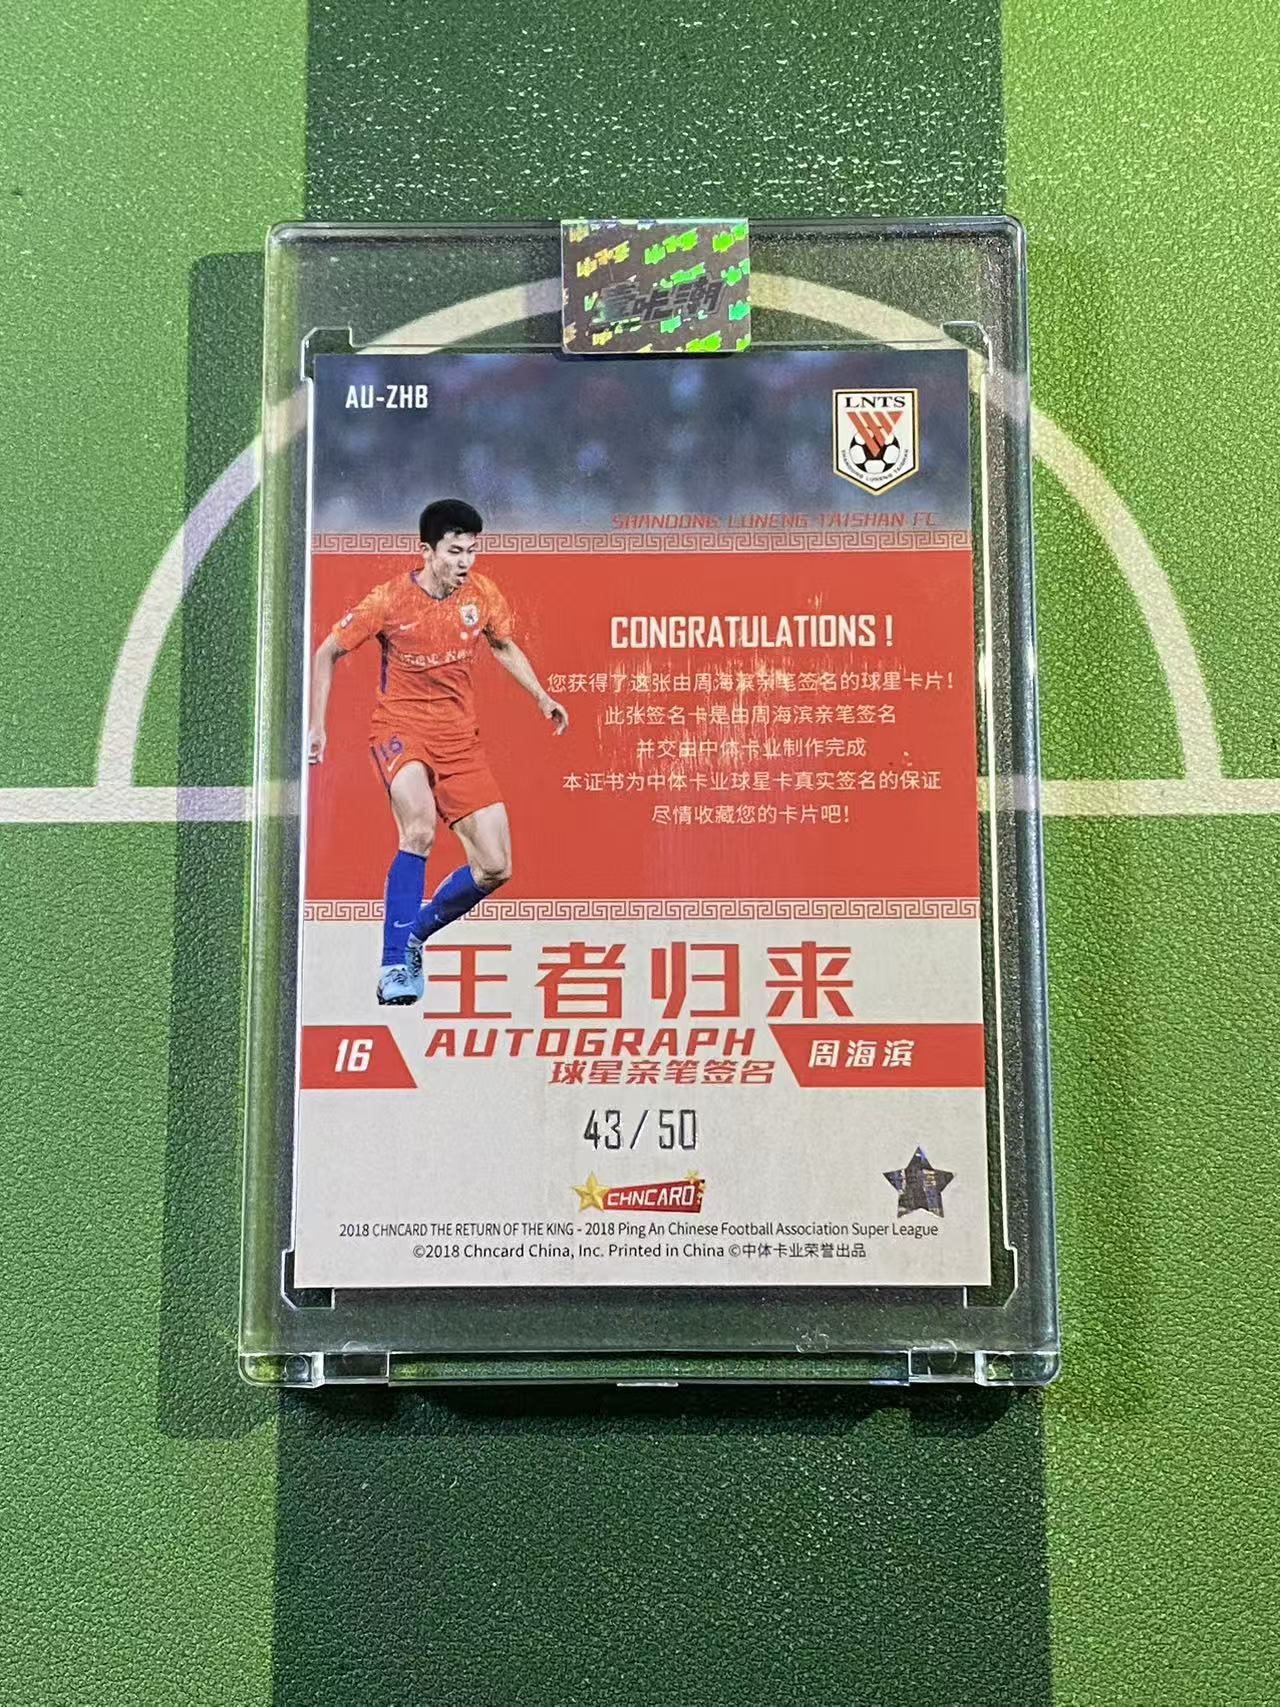 AU-ZHB
LNTS
SHANDONG LUNENG TAISHAN
SHANDONG LUNENG TAISHAN FC
CONGRATULATIONS !
您获得了这张由周海滨亲笔签名的球星卡片！
此张签名卡是由周海滨亲笔签名
并交由中体卡业制作完成
本证书为中体卡业球星卡真实签名的保证
尽情收藏您的卡片吧！
16
王者归来
AUTOGRAPH
球星亲笔签名
16
周海滨
43/50
CHNCARD
2018 CHNCARD THE RETURN OF THE KING - 2018 Ping An Chinese Football Association Super League
©2018 Chncard China, Inc. Printed in China ©中体卡业荣誉出品